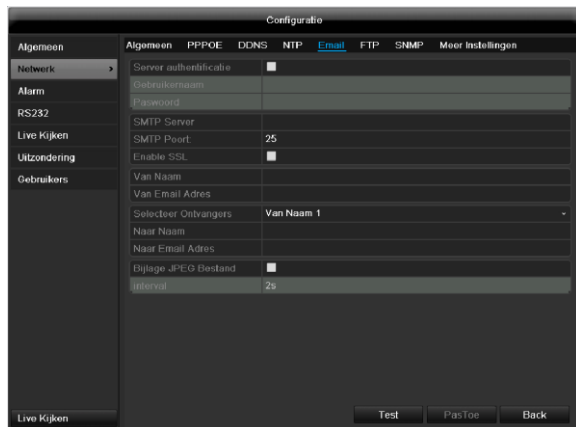 Configuratie
Algemeen
Netwerk >
Alarm
RS232
Live Kijken
Uitzondering
Gebruikers
Live Kijken
Algemeen PPPOE DDNS NTP Email FTP SNMP Meer Instellingen
Server authentificatie
Gebruikernaam
Paswoord
SMTP Server
SMTP Poort 25
Enable SSL
Van Naam
Van Email Adres
Selecteer Ontvangers Van Naam 1
Naar Naam
Naar Email Adres
Bijlage JPEG Bestand
Interval 2s
Test PasToe Back